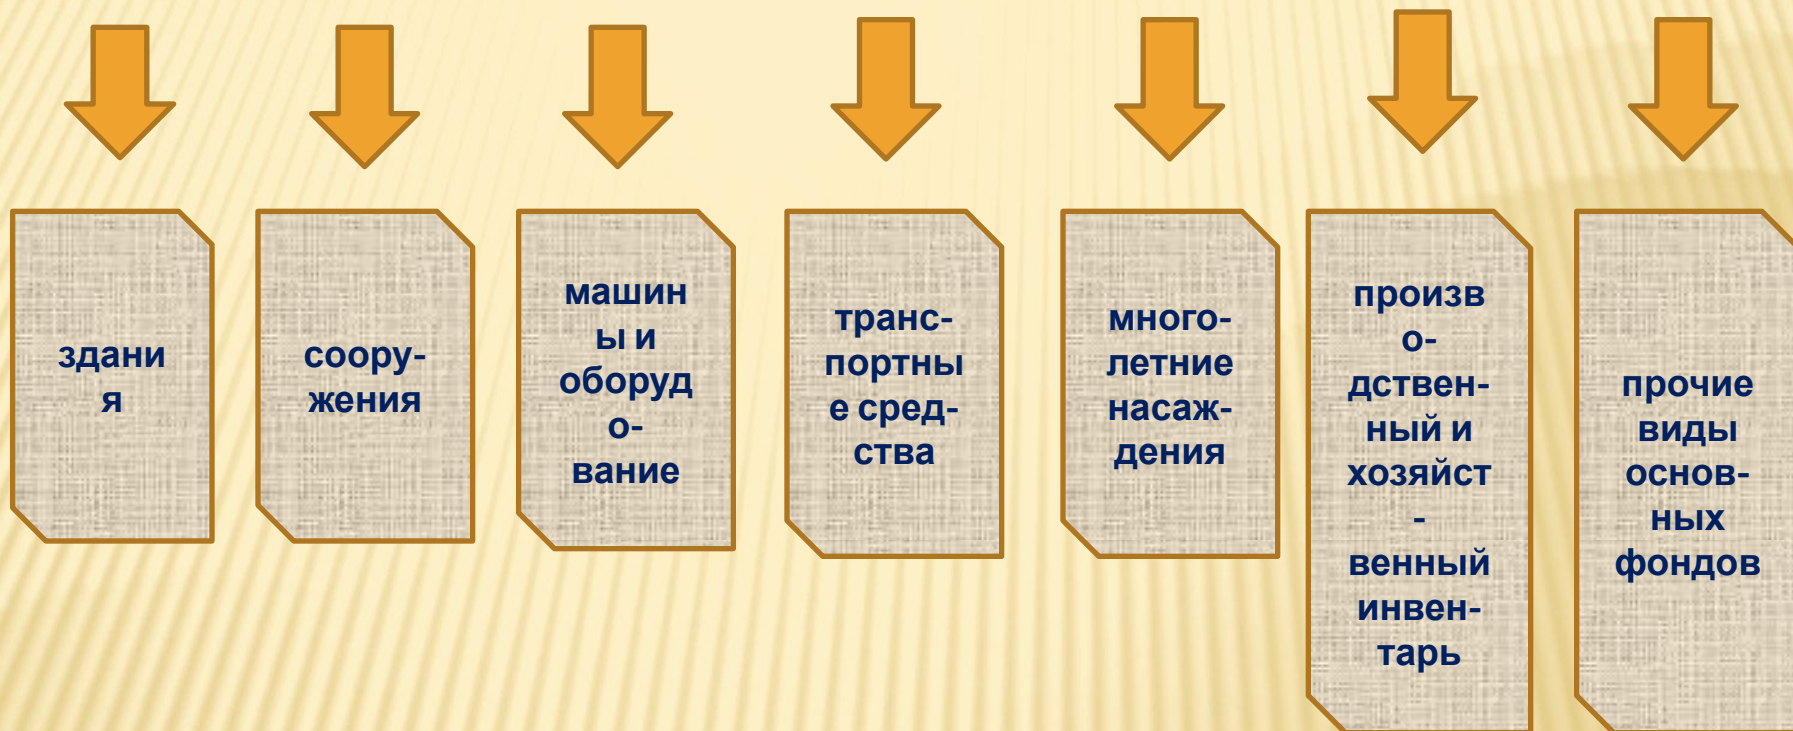 здани
я
соору-
жения
машин
ы и
оборуд
о-
вание
транс-
портны
е сред-
ства
много-
летние
насаж-
дения
произв
о-
дствен-
ный и
хозяйст
-
венный
инвен-
тарь
прочие
виды
основ-
ных
фондов